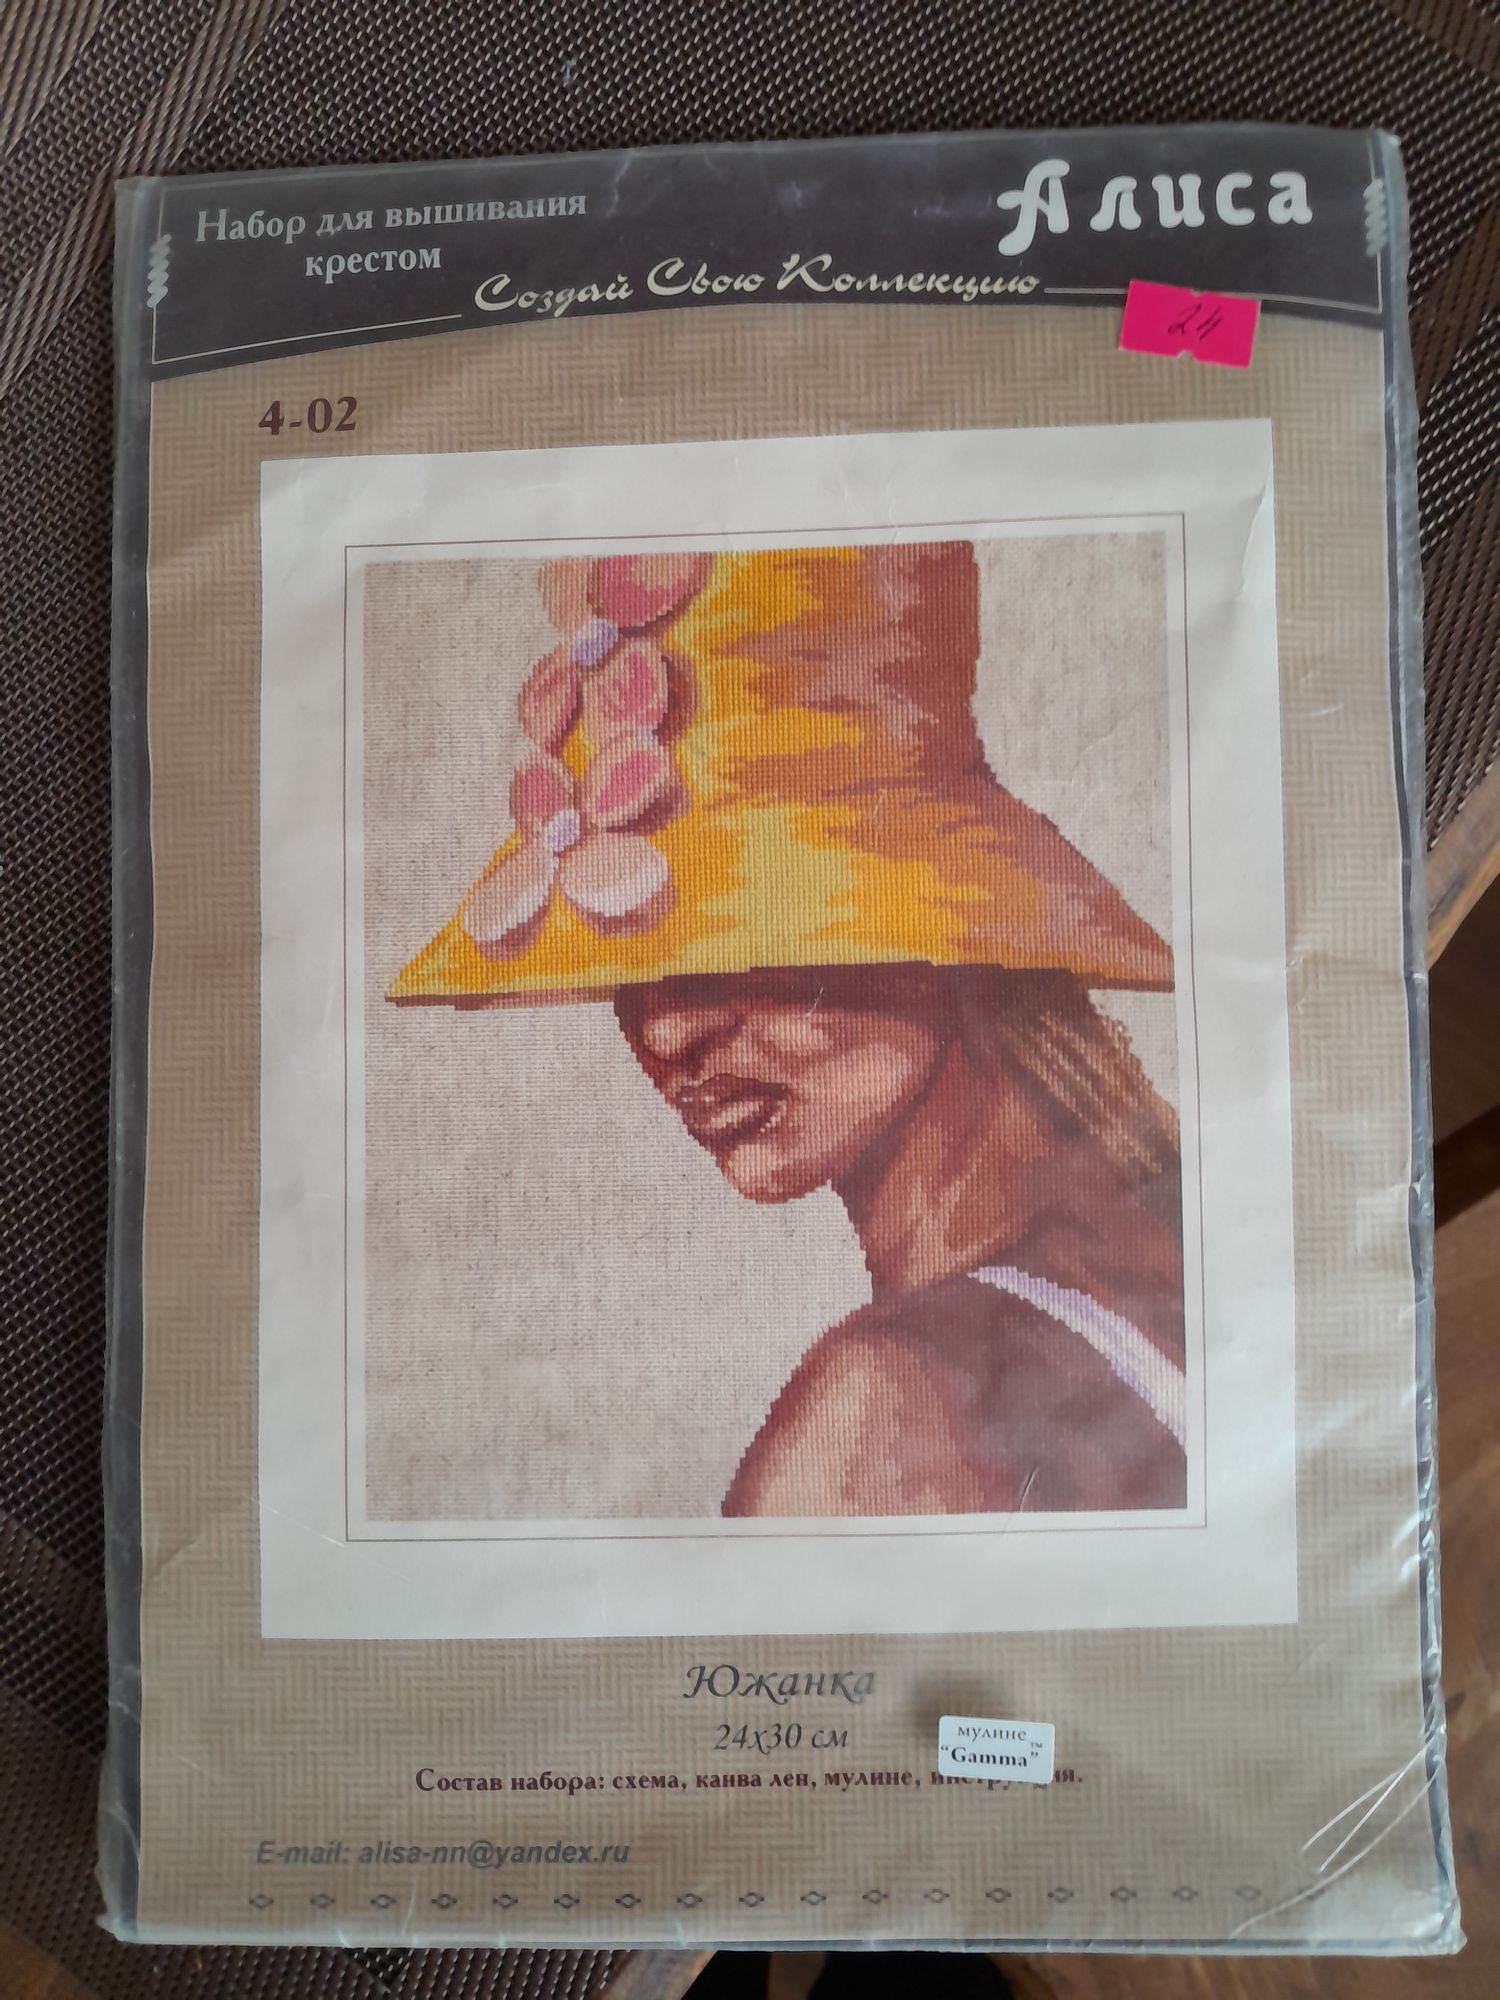 Набор для вышивания
крестом
Алиса
Создай Свою Коллекцию
24
4-02
Южанка
24х30 см
мулине™
“Gamma”
Состав набора: схема, канва лен, мулине,
E-mail: alisa-nn@yandex.ru